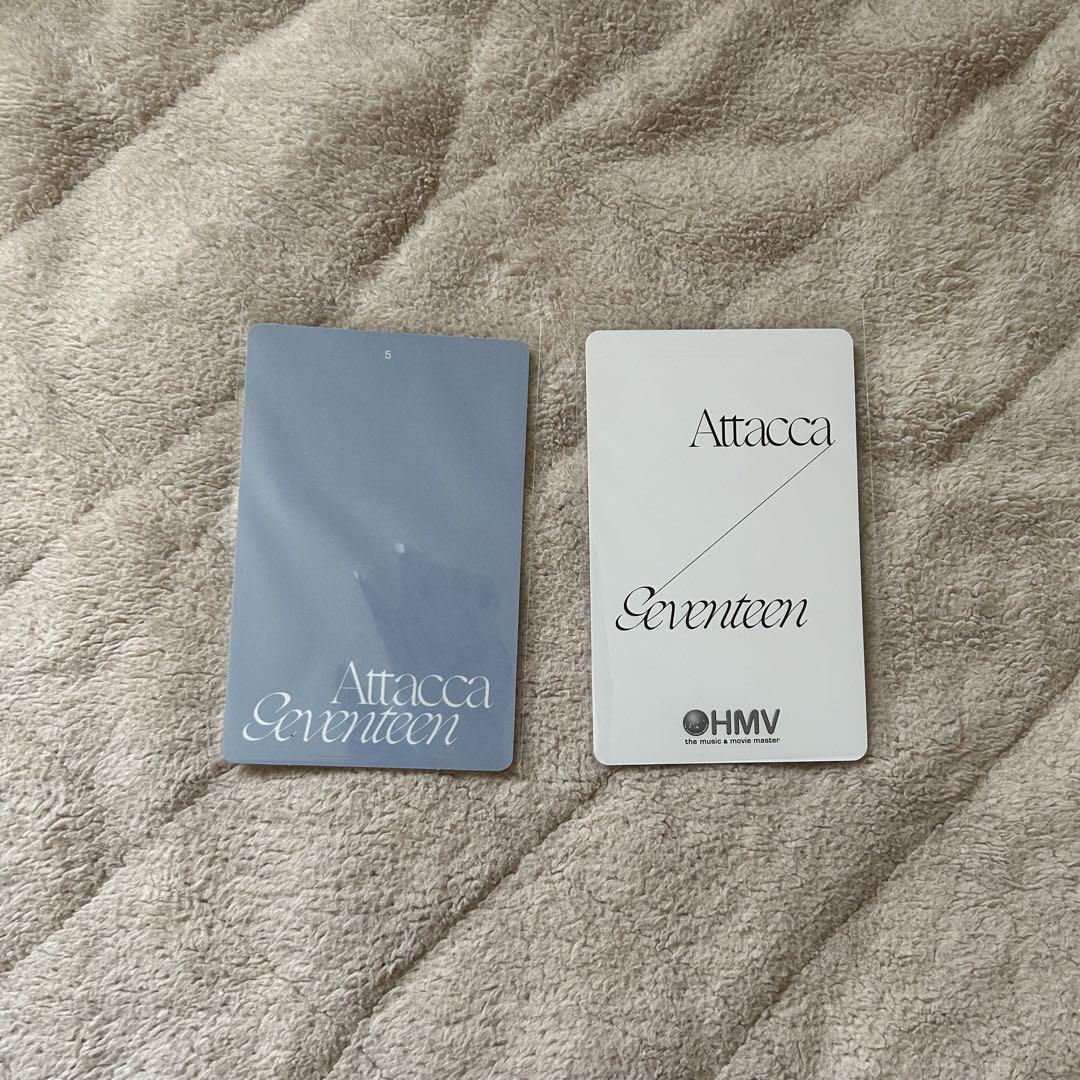 5
Attacca
Seventeen
Attacca
Seventeen
HMV
the music & movie master